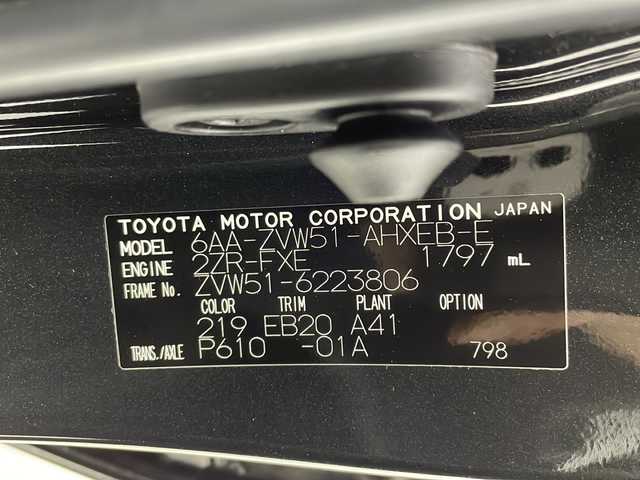 TOYOTA MOTOR CORPORATION JAPAN
MODEL 6AA-ZVW51-AHXEB-E
ENGINE 2ZR-FXE 1797 mL
FRAME No. ZVW51-6223806
COLOR TRIM PLANT OPTION
219 EB20 A41
TRANS./AXLE P610 -01A 798